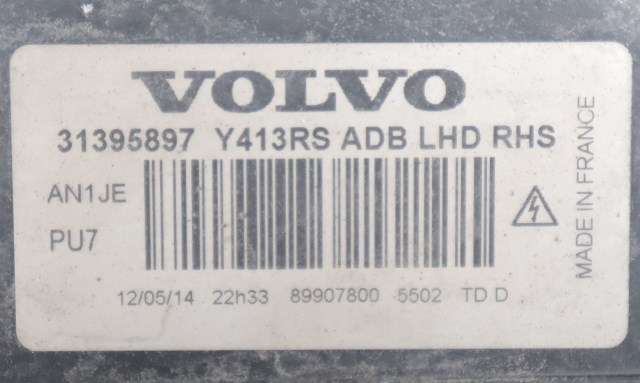 VOLVO
31395897 Y413RS ADB LHD RHS
AN1JE
PU7
12/05/14 22h33 89907800 5502 TD D
MADE IN FRANCE